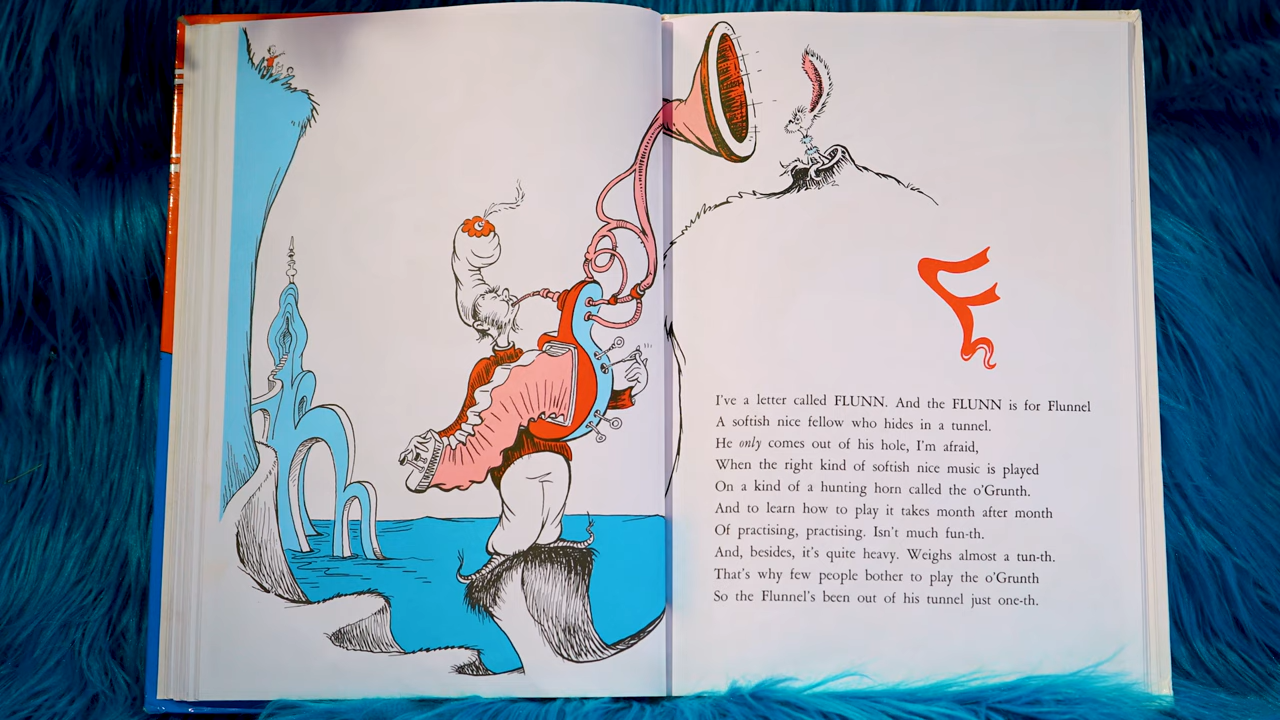 I've a letter called FLUNN. And the FLUNN is for Flunnel
A softish nice fellow who hides in a tunnel.
He only comes out of his hole, I'm afraid,
When the right kind of softish nice music is played
On a kind of a hunting horn called the o'Grunth.
And to learn how to play it takes month after month
Of practising, practising. Isn't much fun-th.
And, besides, it's quite heavy. Weighs almost a tun-th.
That's why few people bother to play the o'Grunth
So the Flunnel's been out of his tunnel just one-th.